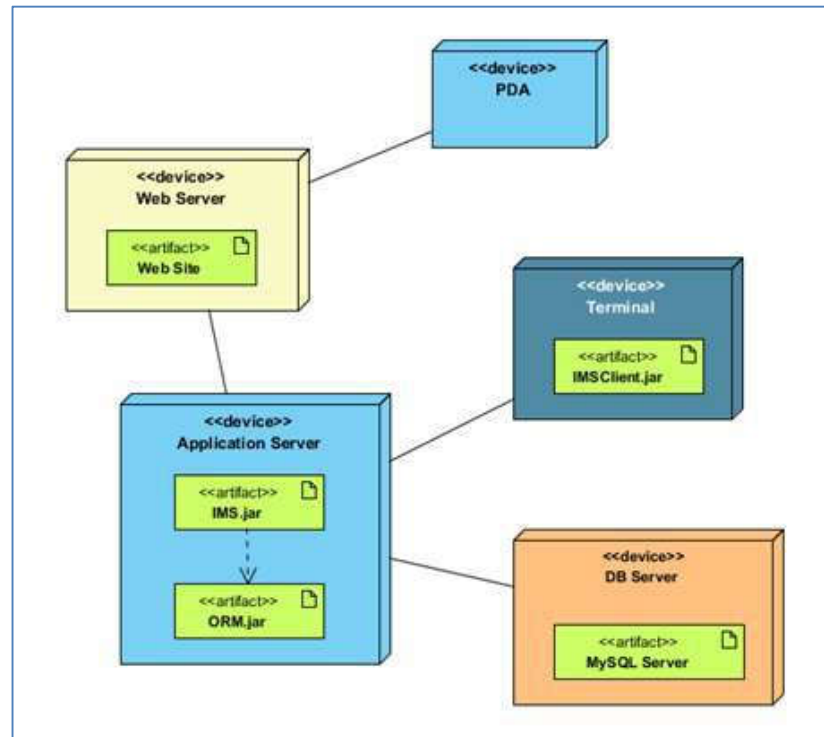 <<device>>
PDA
<<device>>
Web Server
<<artifact>>
Web Site
<<device>>
Terminal
<<artifact>>
IMSClient.jar
<<device>>
Application Server
<<artifact>>
IMS.jar
<<artifact>>
ORM.jar
<<device>>
DB Server
<<artifact>>
MySQL Server